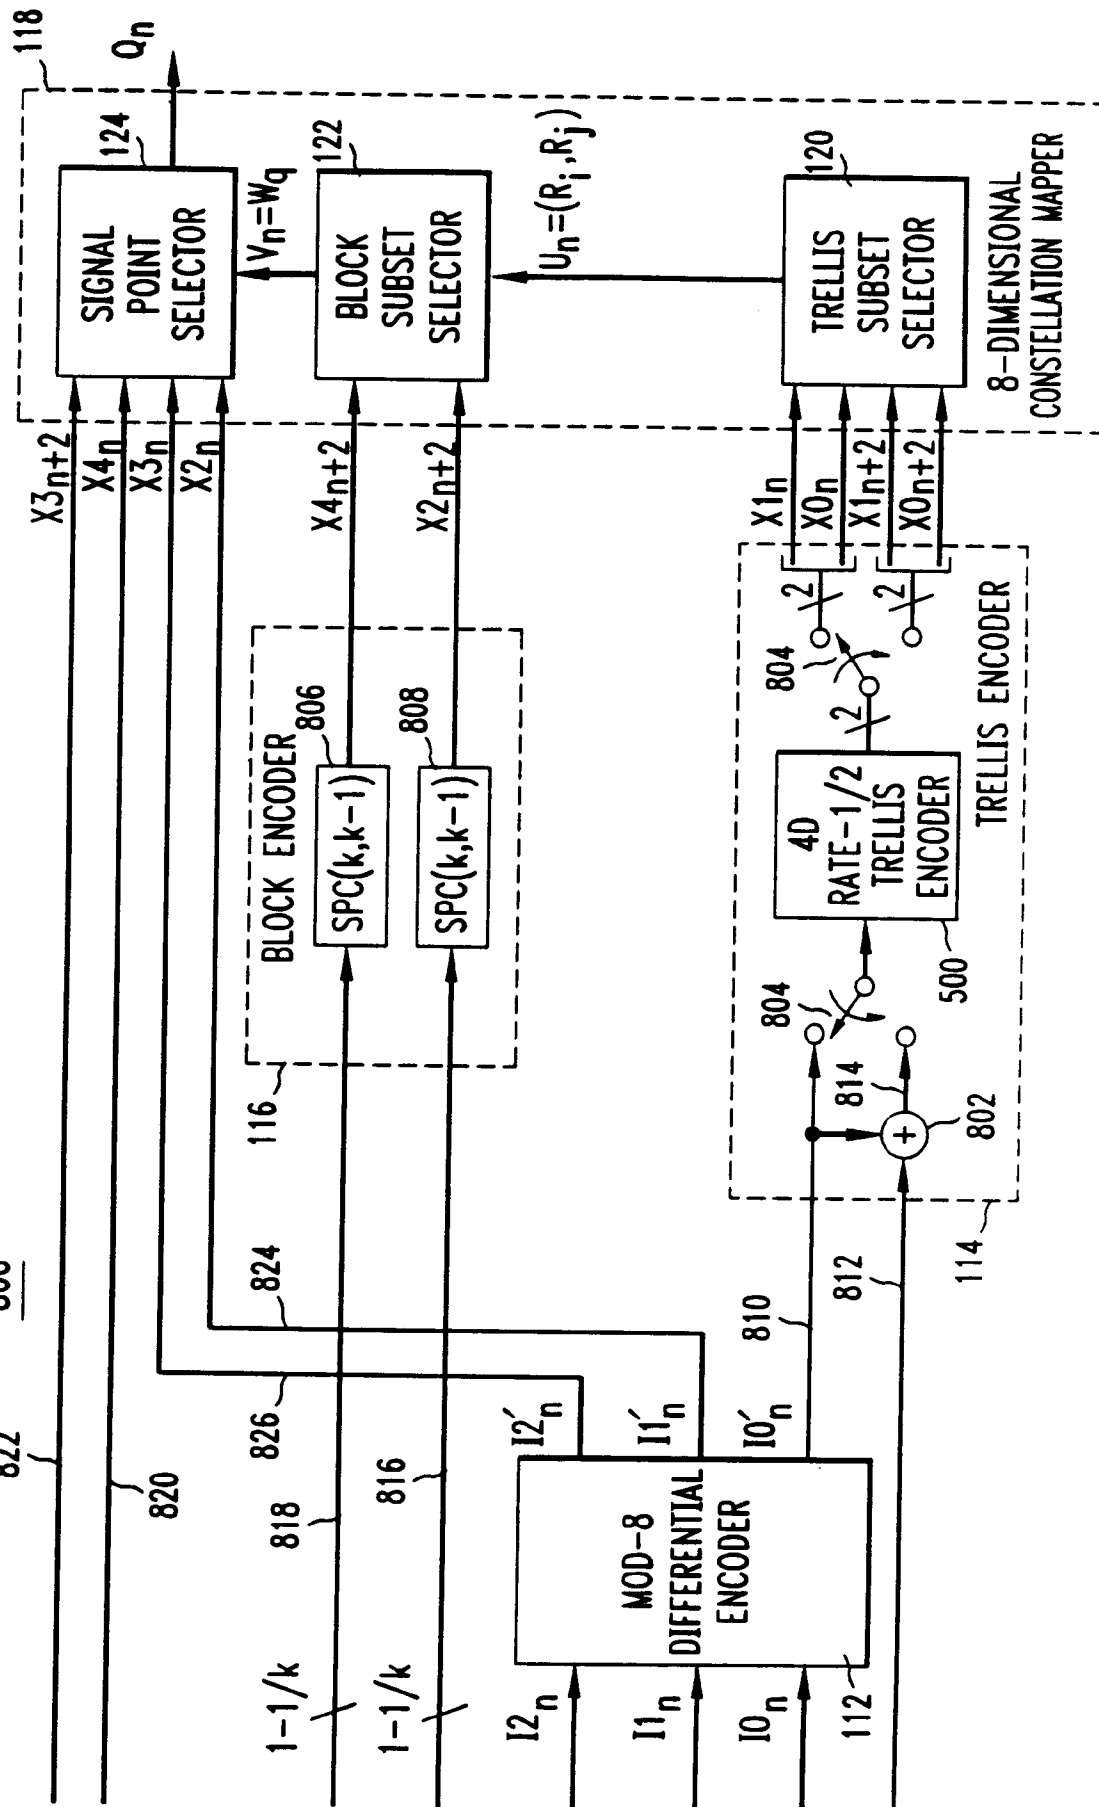 118
Qn
124
SIGNAL
POINT
SELECTOR
Vn=Wq
122
BLOCK
SUBSET
SELECTOR
Un=(Ri,Rj)
120
TRELLIS
SUBSET
SELECTOR
8-DIMENSIONAL
CONSTELLATION MAPPER
X3n+2
X4n
X3n
X2n
X4n+2
X2n+2
X1n
X0n
X1n+2
X0n+2
BLOCK ENCODER
806
SPC(k,k-1)
808
SPC(k,k-1)
116
2
2
804
2
4D
RATE-1/2
TRELLIS
ENCODER
500
TRELLIS ENCODER
804
814
802
114
822
820
824
826
818
816
810
812
1-1/k
1-1/k
I2'n
I1'n
I0'n
MOD-8
DIFFERENTIAL
ENCODER
112
I2n
I1n
I0n